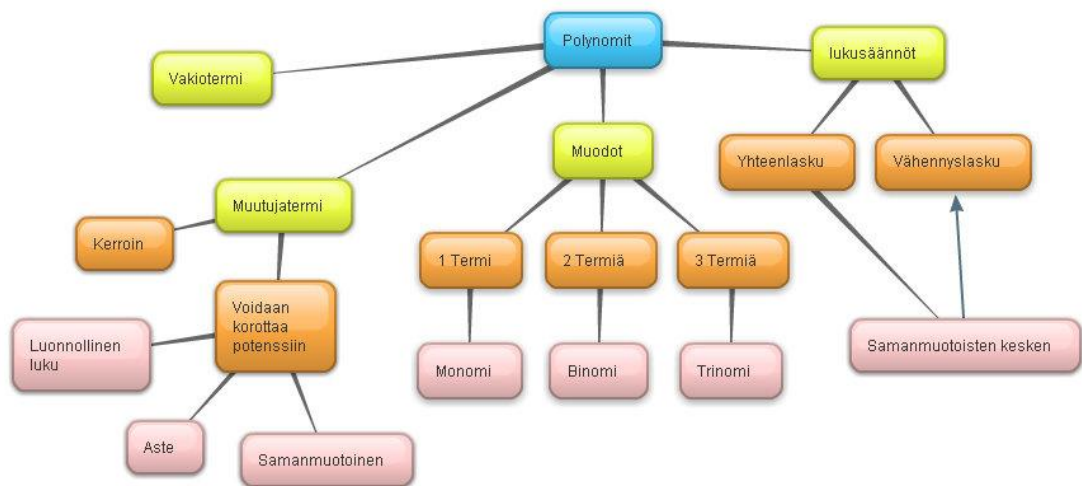 Polynomit
lukusäännöt
Vakiotermi
Muodot
Yhteenlasku
Vähennyslasku
Muutujatermi
Kerroin
1 Termi
2 Termiä
3 Termiä
Voidaan
korottaa
potenssiin
Luonnollinen
luku
Samanmuotoisten kesken
Monomi
Binomi
Trinomi
Aste
Samanmuotoinen